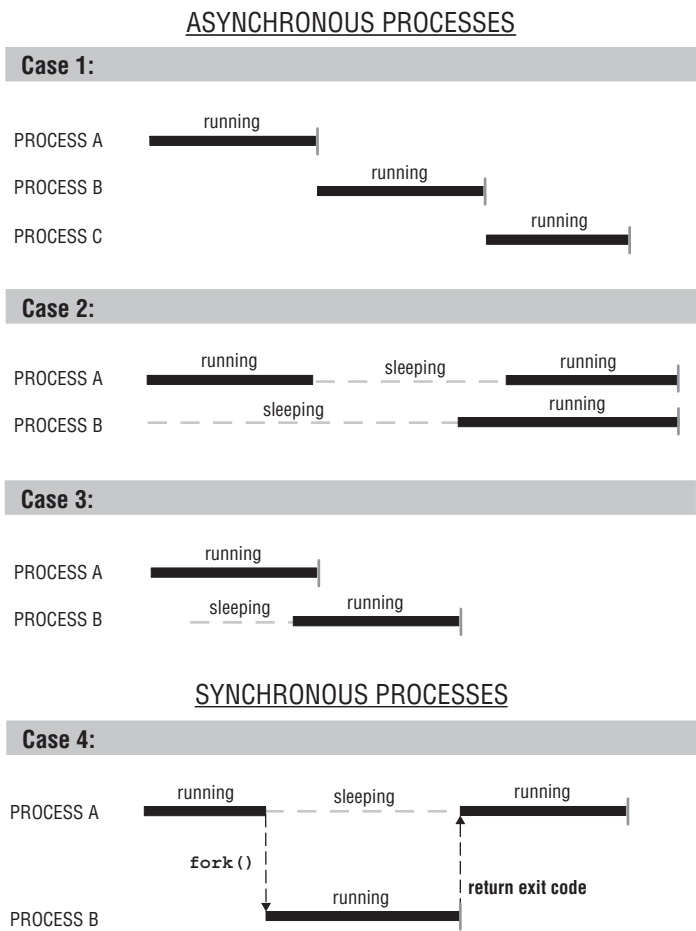 ASYNCHRONOUS PROCESSES
Case 1:
running
PROCESS A
running
PROCESS B
running
PROCESS C
Case 2:
running sleeping running
PROCESS A
sleeping running
PROCESS B
Case 3:
running
PROCESS A
sleeping running
PROCESS B
SYNCHRONOUS PROCESSES
Case 4:
running sleeping running
PROCESS A
fork()
return exit code
running
PROCESS B